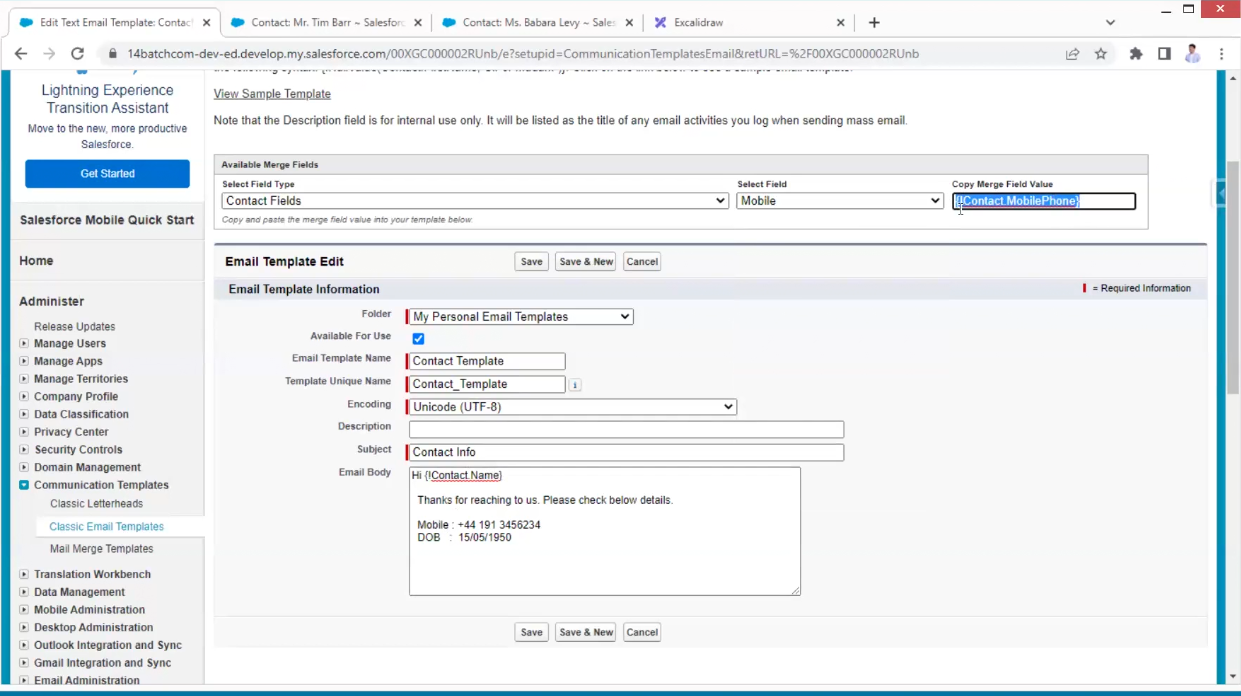 Edit Text Email Template: Contac
Contact: Mr. Tim Barr ~ Salesforc
Contact: Ms. Babara Levy ~ Sales
Excalidraw
14batchcom-dev-ed.develop.my.salesforce.com/00XGC000002RUnb/e?setupid=CommunicationTemplatesEmail&retURL=%2F00XGC000002RUnb
Lightning Experience
Transition Assistant
Move to the new, more productive
Salesforce.
Get Started
Salesforce Mobile Quick Start
Home
Administer
Release Updates
Manage Users
Manage Apps
Manage Territories
Company Profile
Data Classification
Privacy Center
Security Controls
Domain Management
Communication Templates
Classic Letterheads
Classic Email Templates
Mail Merge Templates
Translation Workbench
Data Management
Mobile Administration
Desktop Administration
Outlook Integration and Sync
Gmail Integration and Sync
Email Administration
View Sample Template
Note that the Description field is for internal use only. It will be listed as the title of any email activities you log when sending mass email.
Available Merge Fields
Select Field Type
Select Field
Copy Merge Field Value
Contact Fields
Mobile
{!Contact.MobilePhone}
Copy and paste the merge field value into your template below.
Email Template Edit
Save
Save & New
Cancel
Email Template Information
= Required Information
Folder
My Personal Email Templates
Available For Use
Email Template Name
Contact Template
Template Unique Name
Contact_Template
i
Encoding
Unicode (UTF-8)
Description
Subject
Contact Info
Email Body
Hi {!Contact.Name}
Thanks for reaching to us. Please check below details.
Mobile : +44 191 3456234
DOB : 15/05/1950
Save
Save & New
Cancel